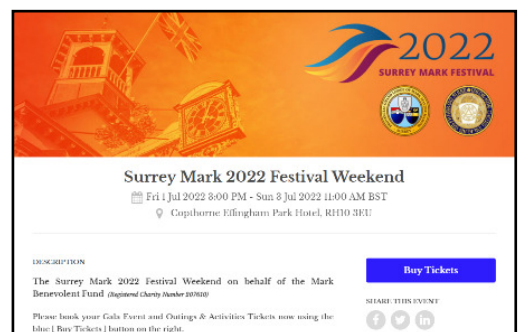 2022
SURREY MARK FESTIVAL
Surrey Mark 2022 Festival Weekend
Fri 1 Jul 2022 3:00 PM - Sun 3 Jul 2022 11:00 AM BST
Copthorne Effingham Park Hotel, RH10 3EU
DESCRIPTION
Buy Tickets
The Surrey Mark 2022 Festival Weekend on behalf of the Mark
Benevolent Fund (Registered Charity Number 207610)
SHARE THIS EVENT
Please book your Gala Event and Outings & Activities Tickets now using the
blue [ Buy Tickets ] button on the right.